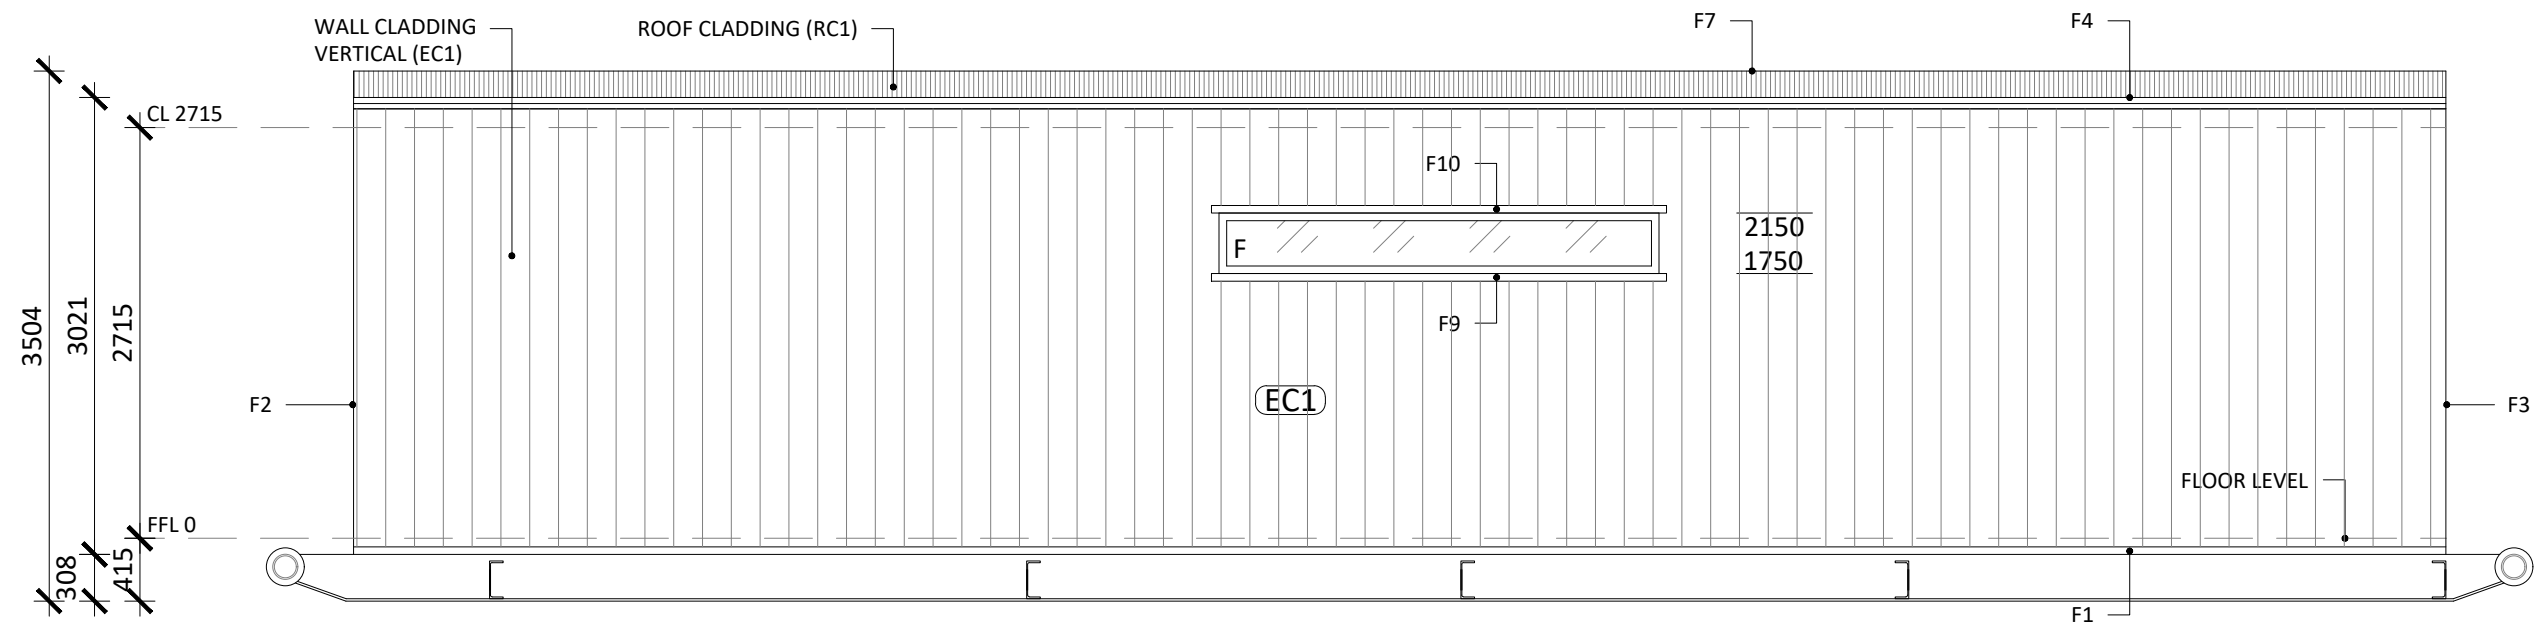 WALL CLADDING
VERTICAL (EC1)
ROOF CLADDING (RC1)
F7
F4
CL 2715
F10
2150
F
1750
3504
3021
2715
F9
EC1
F2
F3
FLOOR LEVEL
FFL 0
308
415
F1